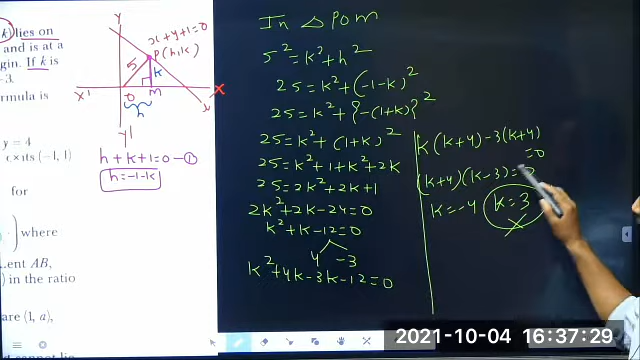 k) lies on
and is at a
gin. If k is
-3.
rmula is
y = 4
exits (-1, 1)
for
where
..ent AB,
) in the ratio
are (1, a),
Y
x+y+1=0
P(h,k)
5
k
X'
O
M
X
h
Y'
h+k+1=0-①
h=-1-k
In △POM
5²=k²+h²
25=k²+(-1-k)²
25=k²+{-(1+k)}²
25=k²+(1+k)²
25=k²+1+k²+2k
25=2k²+2k+1
2k²+2k-24=0
k²+k-12=0
4 -3
k²+4k-3k-12=0
k(k+4)-3(k+4)
=0
(k+4)(k-3)=
k=-4 k=3
2021-10-04 16:37:29